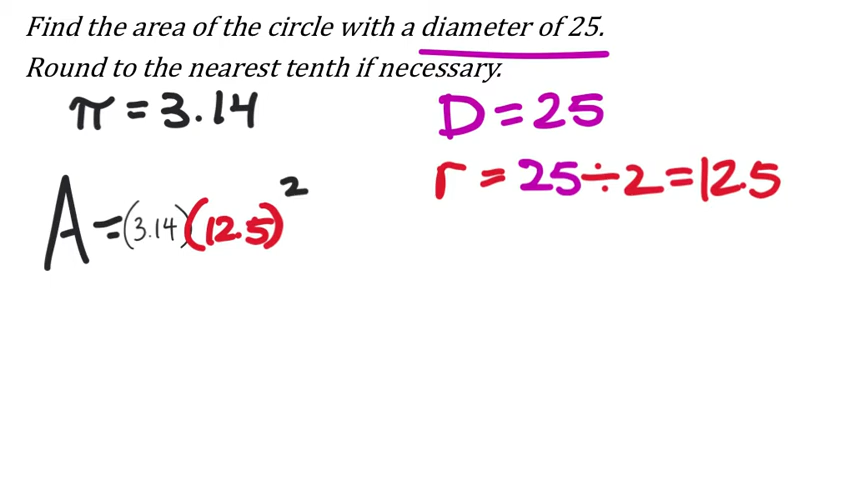 Find the area of the circle with a diameter of 25.
Round to the nearest tenth if necessary.
π = 3.14
D = 25
r = 25 ÷ 2 = 12.5
A = (3.14)(12.5)²